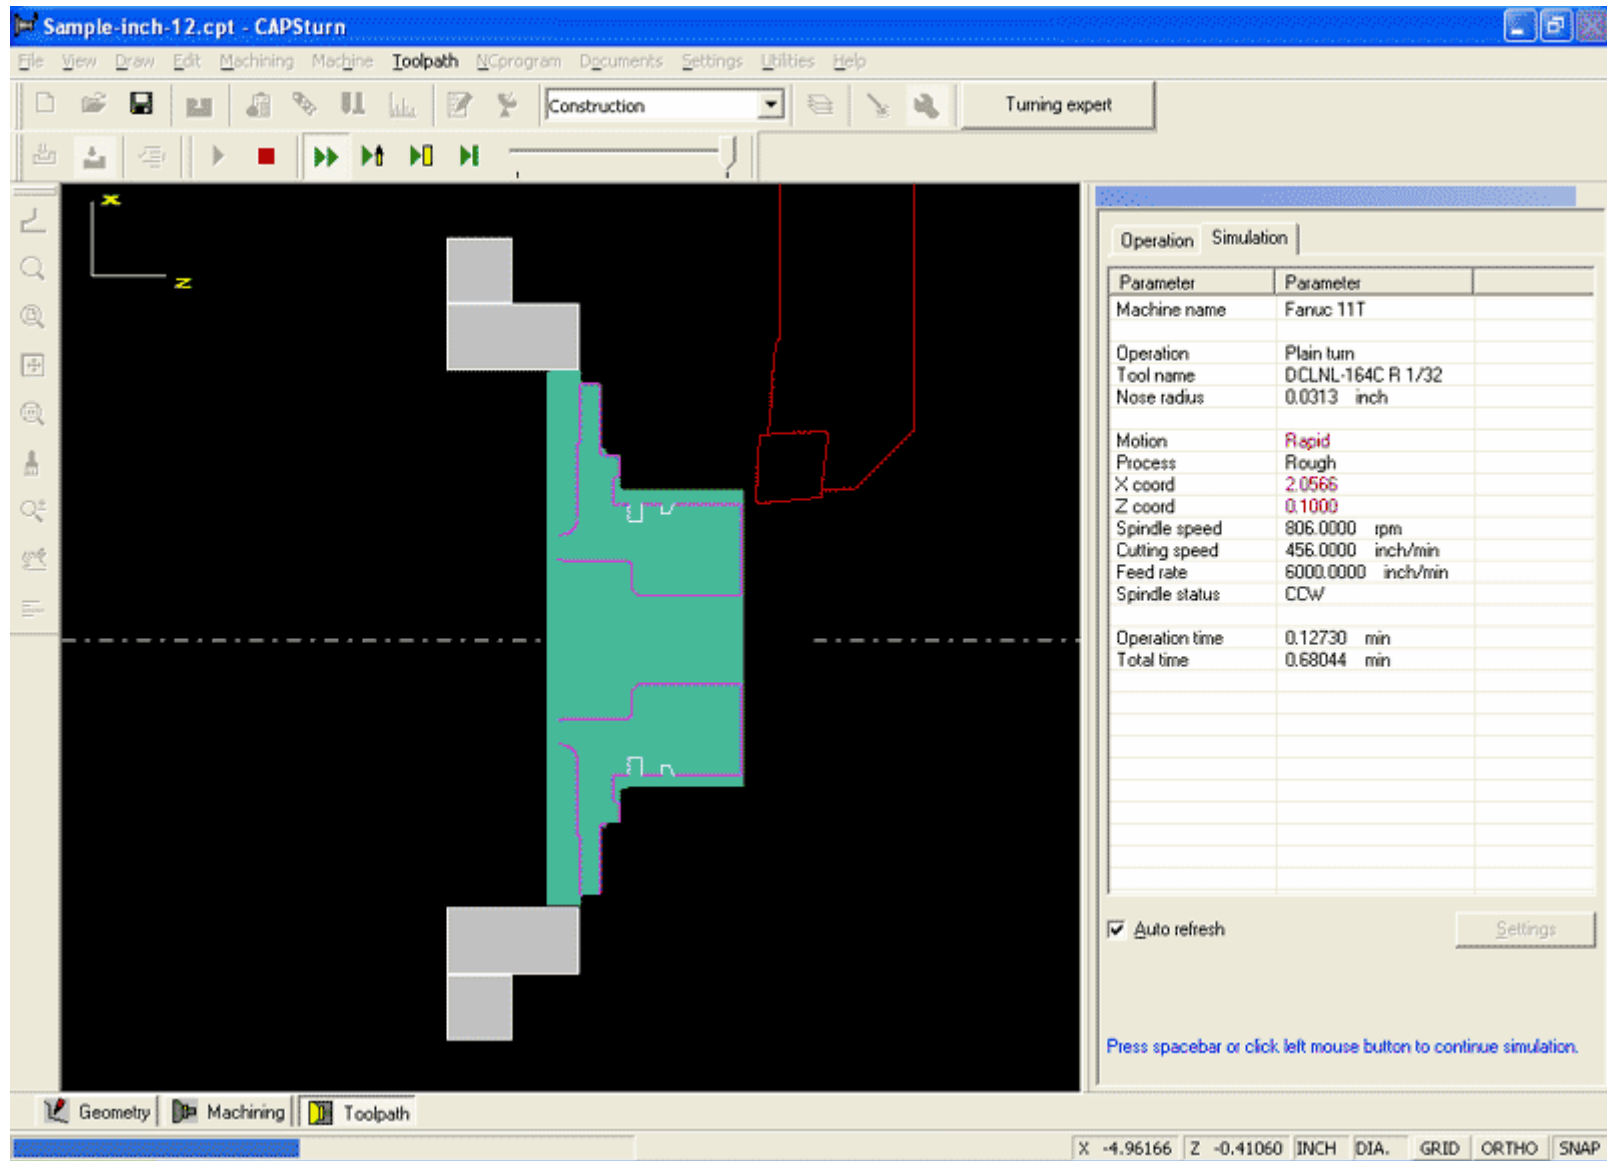 Sample-inch-12.cpt - CAPSturn
File View Draw Edit Machining Machine Toolpath NCprogram Documents Settings Utilities Help
Construction Turning expert
X
Z
Operation Simulation
Parameter Parameter
Machine name Fanuc 11T
Operation Plain turn
Tool name DCLNL-164C R 1/32
Nose radius 0.0313 inch
Motion Rapid
Process Rough
X coord 2.0566
Z coord 0.1000
Spindle speed 806.0000 rpm
Cutting speed 456.0000 inch/min
Feed rate 6000.0000 inch/min
Spindle status CCW
Operation time 0.12730 min
Total time 0.68044 min
Auto refresh Settings
Press spacebar or click left mouse button to continue simulation.
Geometry Machining Toolpath
X -4.96166 Z -0.41060 INCH DIA. GRID ORTHO SNAP